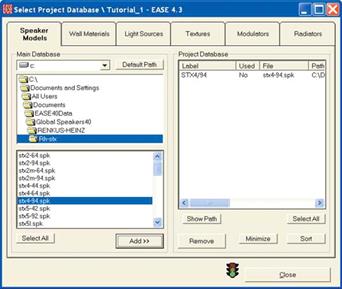 Select Project Database \ Tutorial_1 - EASE 4.3
Speaker Models
Wall Materials
Light Sources
Textures
Modulators
Radiators
Main Database
c:
Default Path
C:\
Documents and Settings
All Users
Documents
EASE40Data
Global Speakers40
RENKUS-HEINZ
Rh-stx
stx2-64.spk
stx2-94.spk
stx2m-64.spk
stx2m-94.spk
stx4-44.spk
stx4-64.spk
stx4-94.spk
stx5-42.spk
stx5-92.spk
stx5l.spk
Select All
Add >>
Project Database
Label Used File Path
STX4/94 No stx4-94.spk C:\D
Show Path
Select All
Remove
Minimize
Sort
Close